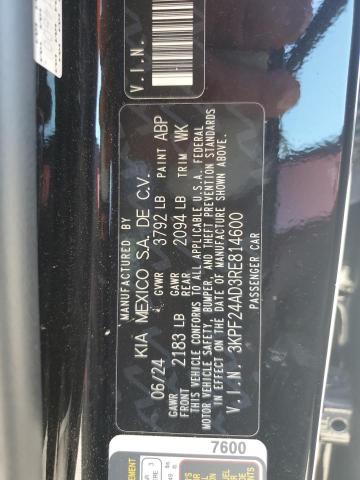 V.I.N.
MANUFACTURED BY
KIA MEXICO S.A. DE C.V.
06/24 GVWR 3792 LB PAINT ABP
GAWR FRONT 2183 LB GAWR REAR 2094 LB TRIM WK
THIS VEHICLE CONFORMS TO ALL APPLICABLE U.S.A. FEDERAL
MOTOR VEHICLE SAFETY, BUMPER, AND THEFT PREVENTION STANDARDS
IN EFFECT ON THE DATE OF MANUFACTURE SHOWN ABOVE.
V.I.N. 3KPF24AD3RE814600
PASSENGER CAR
7600